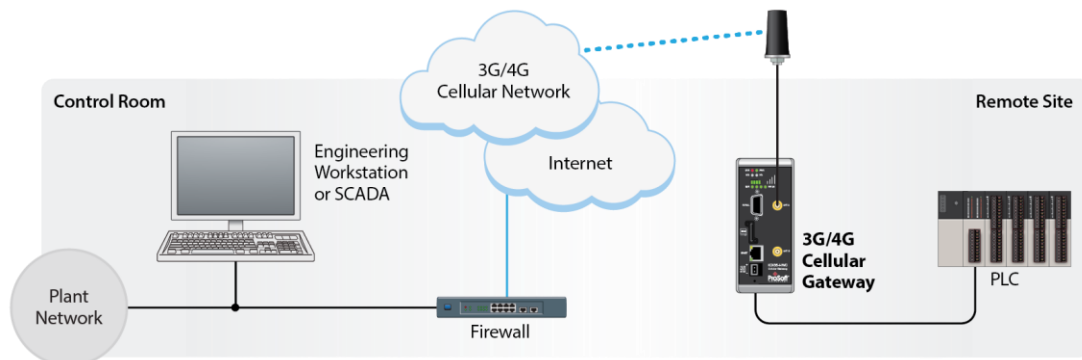 3G/4G
Cellular Network
Control Room
Remote Site
Engineering
Workstation
or SCADA
Internet
3G/4G
Cellular
Gateway
ProSoft
PLC
Plant
Network
Firewall